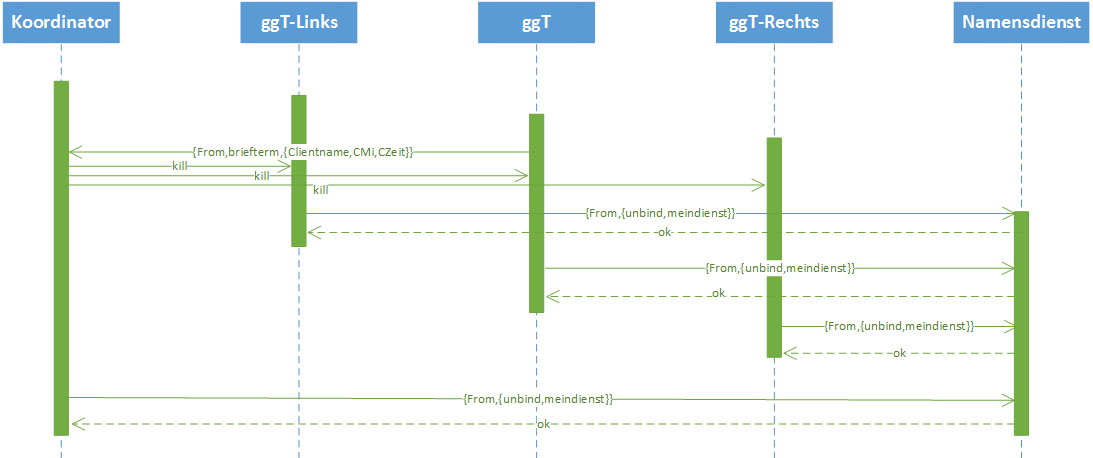 Koordinator
ggT-Links
ggT
ggT-Rechts
Namensdienst
{From,briefterm,{Clientname,CMi,CZeit}}
kill
kill
kill
{From,{unbind,meindienst}}
ok
{From,{unbind,meindienst}}
ok
{From,{unbind,meindienst}}
ok
{From,{unbind,meindienst}}
ok